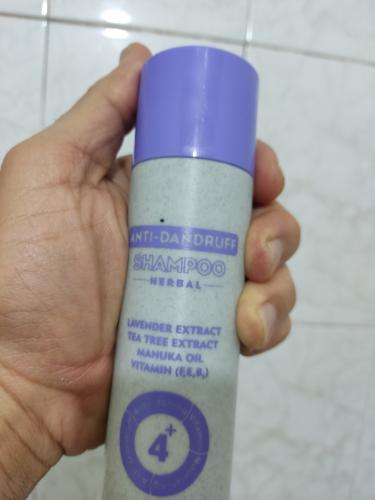 ANTI-DANDRUFF
SHAMPOO
HERBAL
LAVENDER EXTRACT
TEA TREE EXTRACT
MANUKA OIL
VITAMIN (F,E,B,)
4+